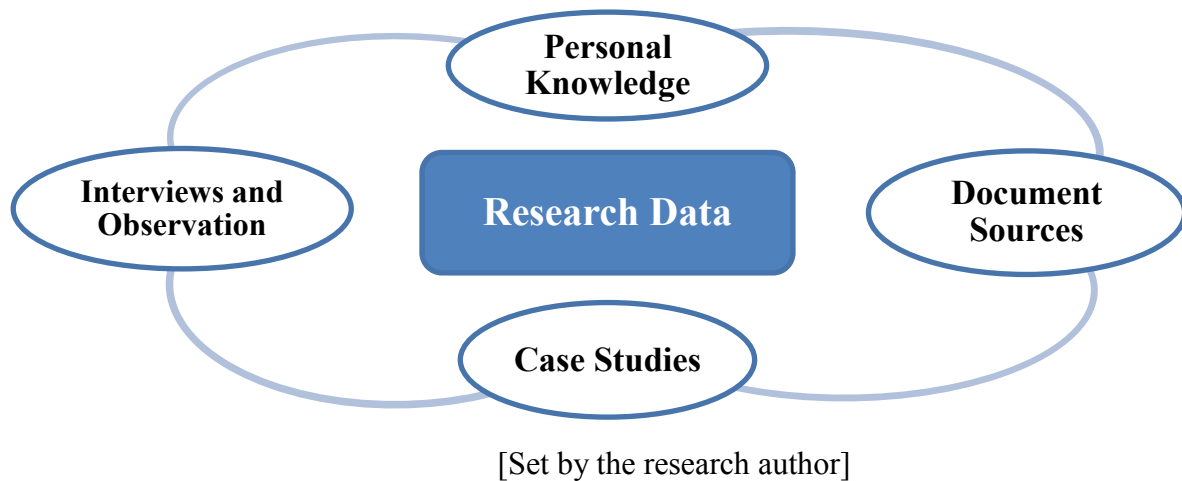 Personal
Knowledge
Interviews and
Observation
Research Data
Document
Sources
Case Studies
[Set by the research author]